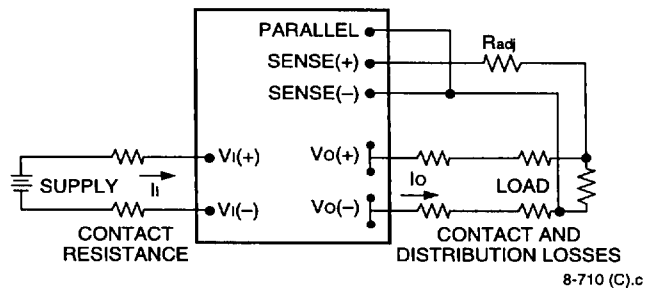 PARALLEL
SENSE(+)
SENSE(–)
Radj
VI(+)
VI(–)
VO(+)
VO(–)
SUPPLY
II
IO
LOAD
CONTACT
RESISTANCE
CONTACT AND
DISTRIBUTION LOSSES
8-710 (C).c